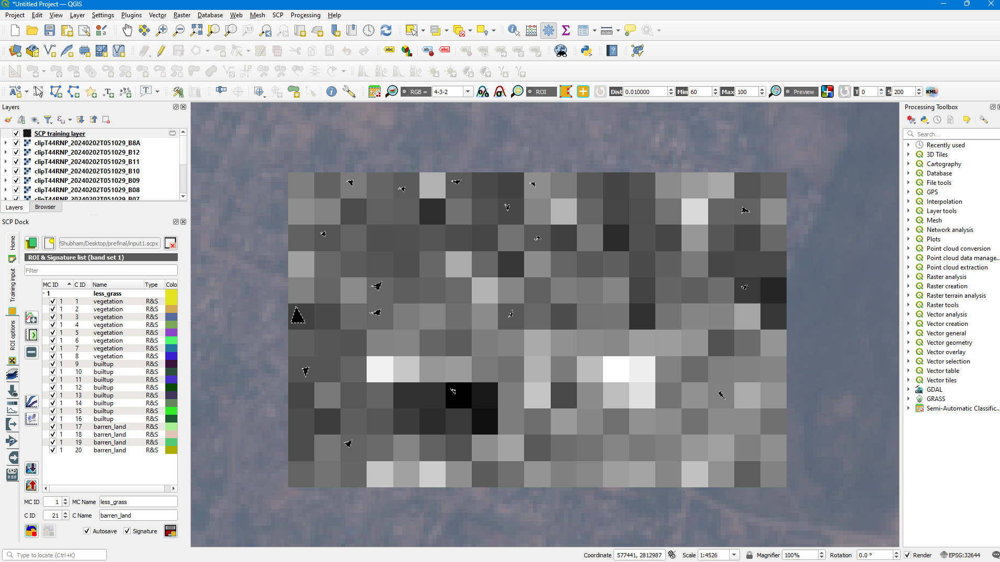 *Untitled Project — QGIS
Project Edit View Layer Settings Plugins Vector Raster Database Web Mesh SCP Processing Help
RGB = 4-3-2 ROI Dist 0.010000 Min 60 Max 100 Preview T 0 S 200 KML
Layers
SCP training layer
clipT44RNP_20240202T051029_B8A
clipT44RNP_20240202T051029_B12
clipT44RNP_20240202T051029_B11
clipT44RNP_20240202T051029_B10
clipT44RNP_20240202T051029_B09
clipT44RNP_20240202T051029_B08
clipT44RNP_20240202T051029_B07
Layers Browser
SCP Dock
Home
Training input
ROI options
/Shubham/Desktop/prefinal/input1.scpx
ROI & Signature list (band set 1)
Filter
MC ID C ID Name Type Colo
1 less_grass
1 1 vegetation R&S
1 2 vegetation R&S
1 3 vegetation R&S
1 4 vegetation R&S
1 5 vegetation R&S
1 6 vegetation R&S
1 7 vegetation R&S
1 8 vegetation R&S
1 9 builtup R&S
1 10 builtup R&S
1 11 builtup R&S
1 12 builtup R&S
1 13 builtup R&S
1 14 builtup R&S
1 15 builtup R&S
1 16 builtup R&S
1 17 barren_land R&S
1 18 barren_land R&S
1 19 barren_land R&S
1 20 barren_land R&S
MC ID 1 MC Name less_grass
C ID 21 C Name barren_land
Autosave Signature
Processing Toolbox
Search...
Recently used
3D Tiles
Cartography
Database
File tools
GPS
Interpolation
Layer tools
Mesh
Network analysis
Plots
Point cloud conversion
Point cloud data manage...
Point cloud extraction
Raster analysis
Raster creation
Raster terrain analysis
Raster tools
Vector analysis
Vector creation
Vector general
Vector geometry
Vector overlay
Vector selection
Vector table
Vector tiles
GDAL
GRASS
Semi-Automatic Classific...
Type to locate (Ctrl+K) Coordinate 577441, 2812987 Scale 1:4526 Magnifier 100% Rotation 0.0 ° Render EPSG:32644